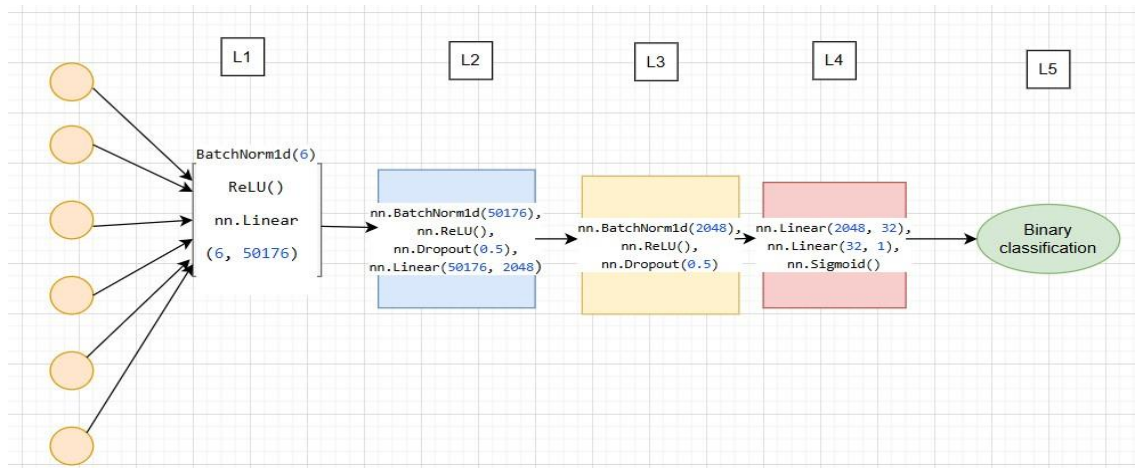 L1
L2
L3
L4
L5
BatchNorm1d(6)
ReLU()
nn.Linear
(6, 50176)
nn.BatchNorm1d(50176),
nn.ReLU(),
nn.Dropout(0.5),
nn.Linear(50176, 2048)
nn.BatchNorm1d(2048),
nn.ReLU(),
nn.Dropout(0.5)
nn.Linear(2048, 32),
nn.Linear(32, 1),
nn.Sigmoid()
Binary
classification